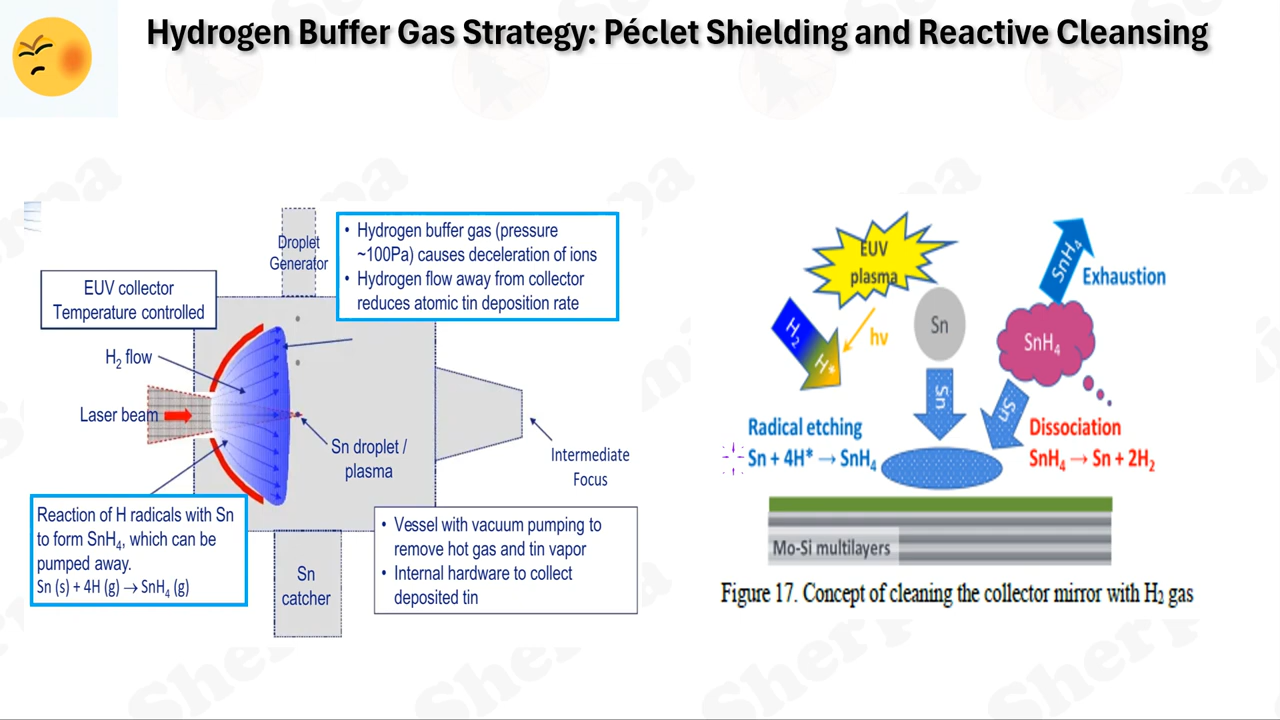 Hydrogen Buffer Gas Strategy: Péclet Shielding and Reactive Cleansing
Droplet
Generator
• Hydrogen buffer gas (pressure
~100Pa) causes deceleration of ions
• Hydrogen flow away from collector
reduces atomic tin deposition rate
EUV collector
Temperature controlled
H₂ flow
Laser beam
Sn droplet /
plasma
Intermediate
Focus
Reaction of H radicals with Sn
to form SnH₄, which can be
pumped away.
Sn (s) + 4H (g) → SnH₄ (g)
Sn
catcher
• Vessel with vacuum pumping to
remove hot gas and tin vapor
• Internal hardware to collect
deposited tin
EUV
plasma
H₂
H*
hv
Sn
Sn
SnH₄
Exhaustion
SnH₄
Sn
Radical etching
Sn + 4H* → SnH₄
Dissociation
SnH₄ → Sn + 2H₂
Mo-Si multilayers
Figure 17. Concept of cleaning the collector mirror with H₂ gas
Sherpa
Sherpa
Sherpa
Sherpa